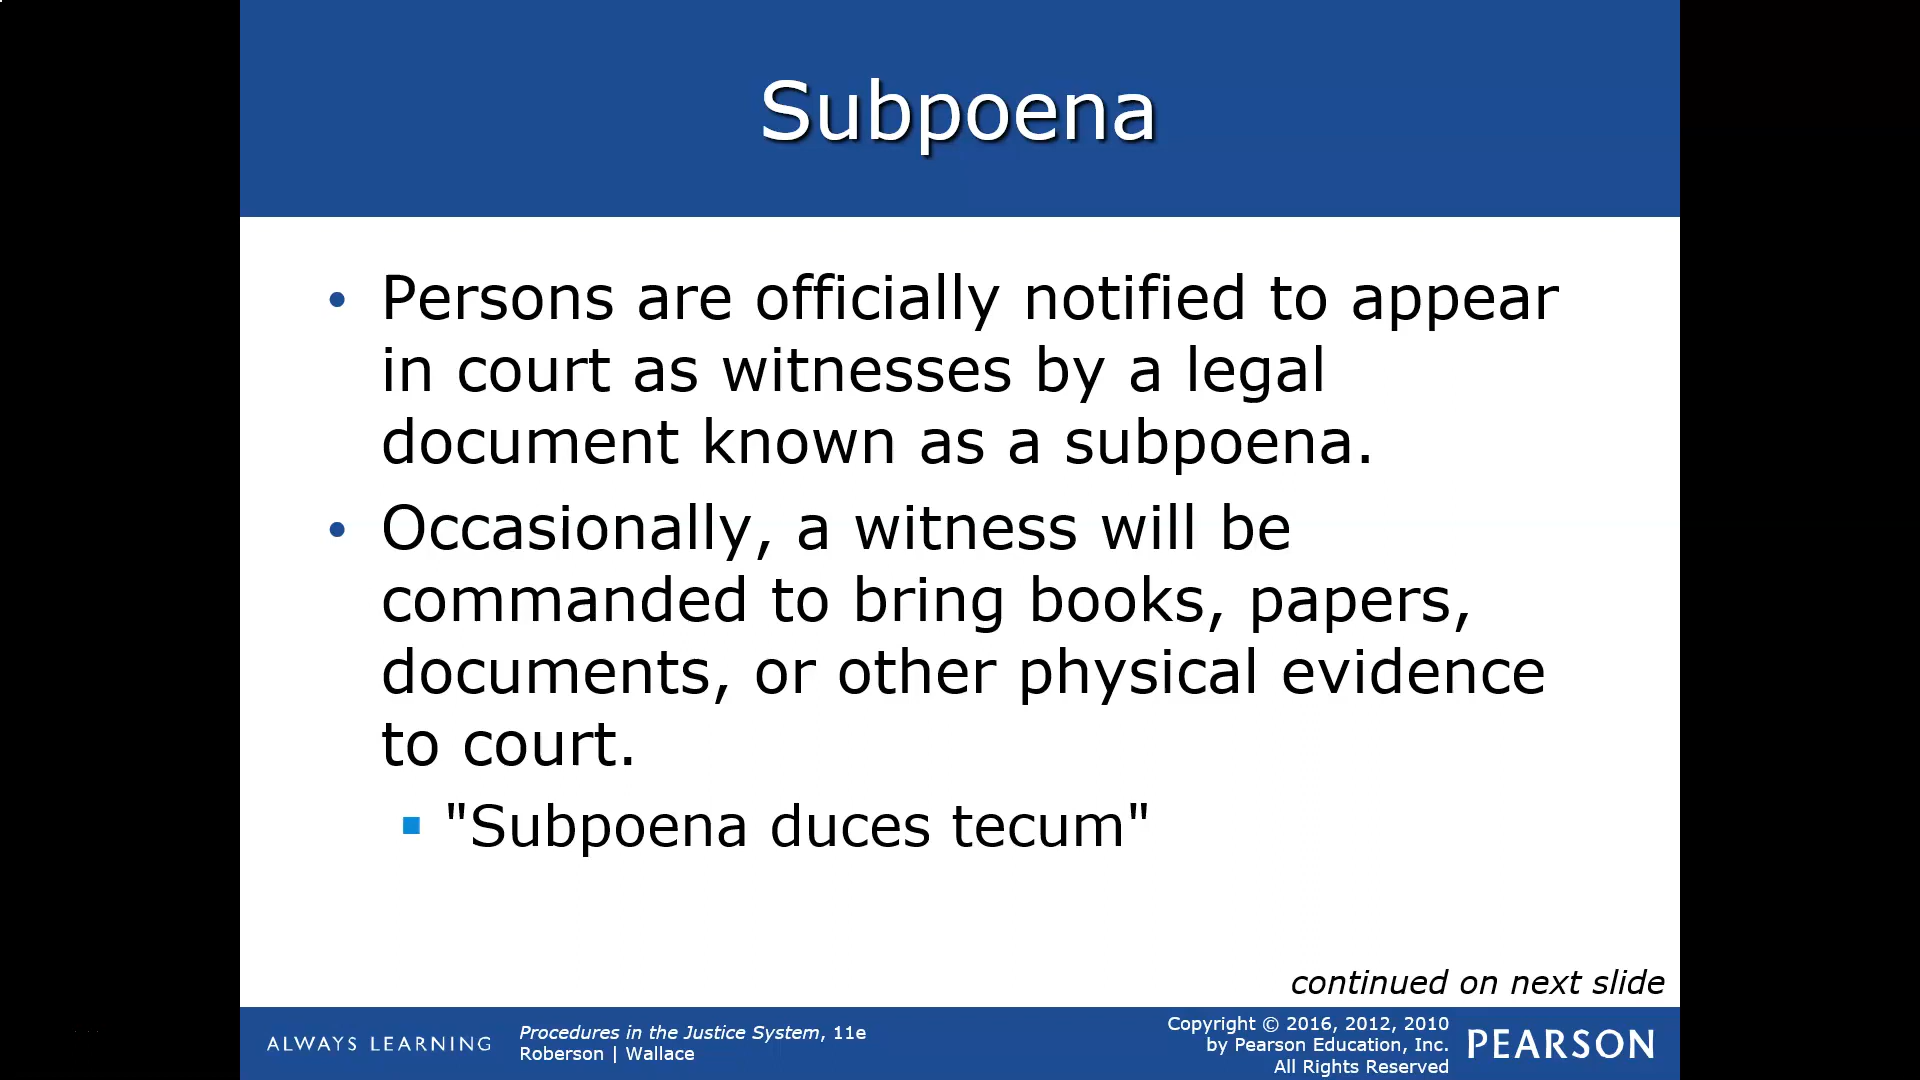 Subpoena
• Persons are officially notified to appear
in court as witnesses by a legal
document known as a subpoena.
• Occasionally, a witness will be
commanded to bring books, papers,
documents, or other physical evidence
to court.
▪ "Subpoena duces tecum"
continued on next slide
ALWAYS LEARNING
Procedures in the Justice System, 11e
Roberson | Wallace
Copyright © 2016, 2012, 2010
by Pearson Education, Inc.
All Rights Reserved
PEARSON